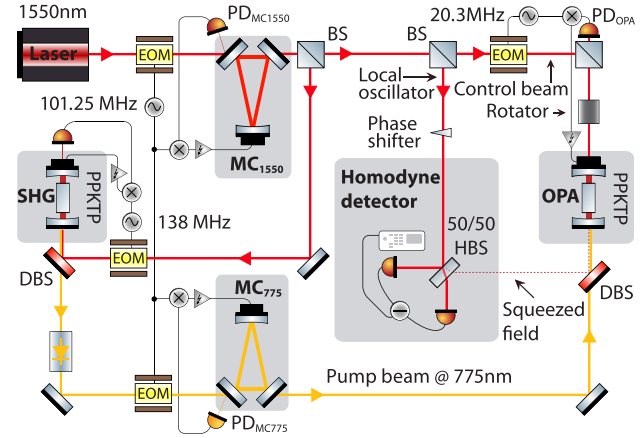 1550nm
Laser
EOM
PD MC1550
MC1550
BS
BS
20.3MHz
EOM
PD OPA
Local
oscillator
Control beam
Rotator
Phase
shifter
101.25 MHz
SHG
PPKTP
138 MHz
EOM
DBS
Homodyne
detector
50/50
HBS
OPA
PPKTP
DBS
Squeezed
field
MC775
EOM
PD MC775
Pump beam @ 775nm